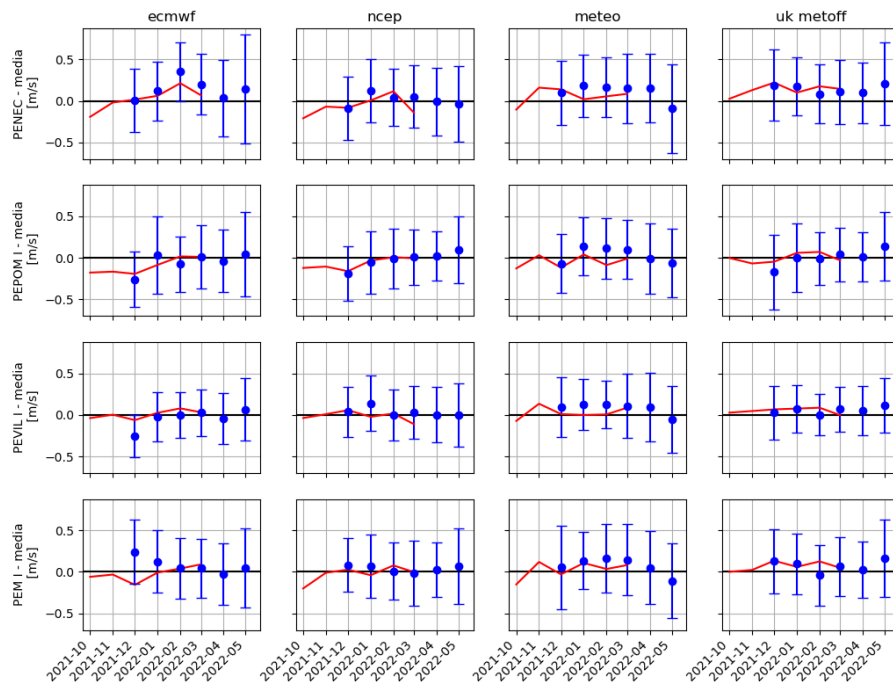 ecmwf ncep meteo uk metoff
PENEC - media
[m/s]
0.5
0.0
−0.5
PEPOM I - media
[m/s]
0.5
0.0
−0.5
PEVIL I - media
[m/s]
0.5
0.0
−0.5
PEM I - media
[m/s]
0.5
0.0
−0.5
2021-10 2021-11 2021-12 2022-01 2022-02 2022-03 2022-04 2022-05 2021-10 2021-11 2021-12 2022-01 2022-02 2022-03 2022-04 2022-05 2021-10 2021-11 2021-12 2022-01 2022-02 2022-03 2022-04 2022-05 2021-10 2021-11 2021-12 2022-01 2022-02 2022-03 2022-04 2022-05